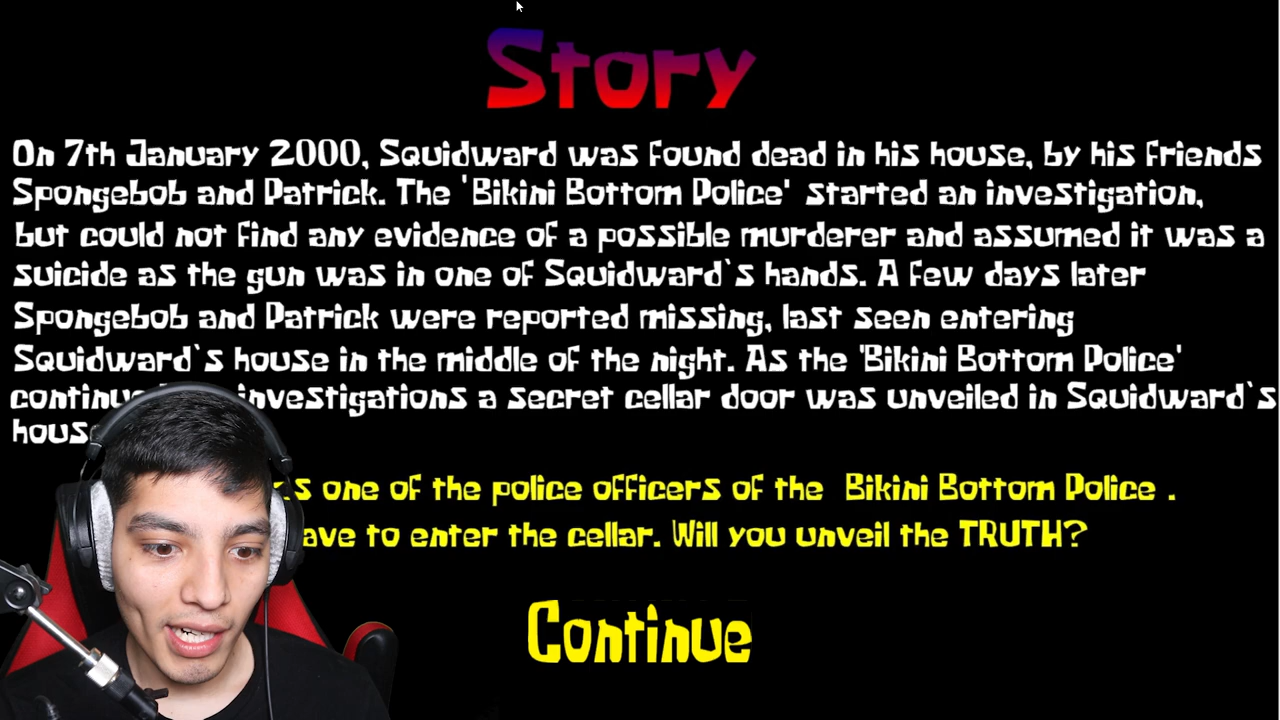 Story
On 7th January 2000, Squidward was found dead in his house, by his friends
Spongebob and Patrick. The 'Bikini Bottom Police' started an investigation,
but could not find any evidence of a possible murderer and assumed it was a
suicide as the gun was in one of Squidward`s hands. A few days later
Spongebob and Patrick were reported missing, last seen entering
Squidward`s house in the middle of the night. As the 'Bikini Bottom Police'
investigations a secret cellar door was unveiled in Squidward`s
one of the police officers of the Bikini Bottom Police .
to enter the cellar. Will you unveil the TRUTH?
Continue